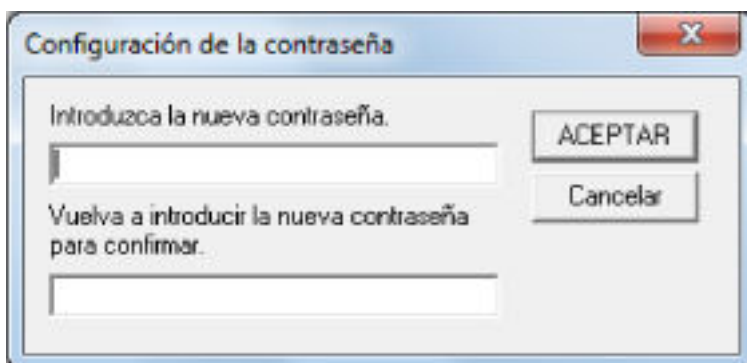 Configuración de la contraseña
Introduzca la nueva contraseña.
ACEPTAR
Cancelar
Vuelva a introducir la nueva contraseña
para confirmar.